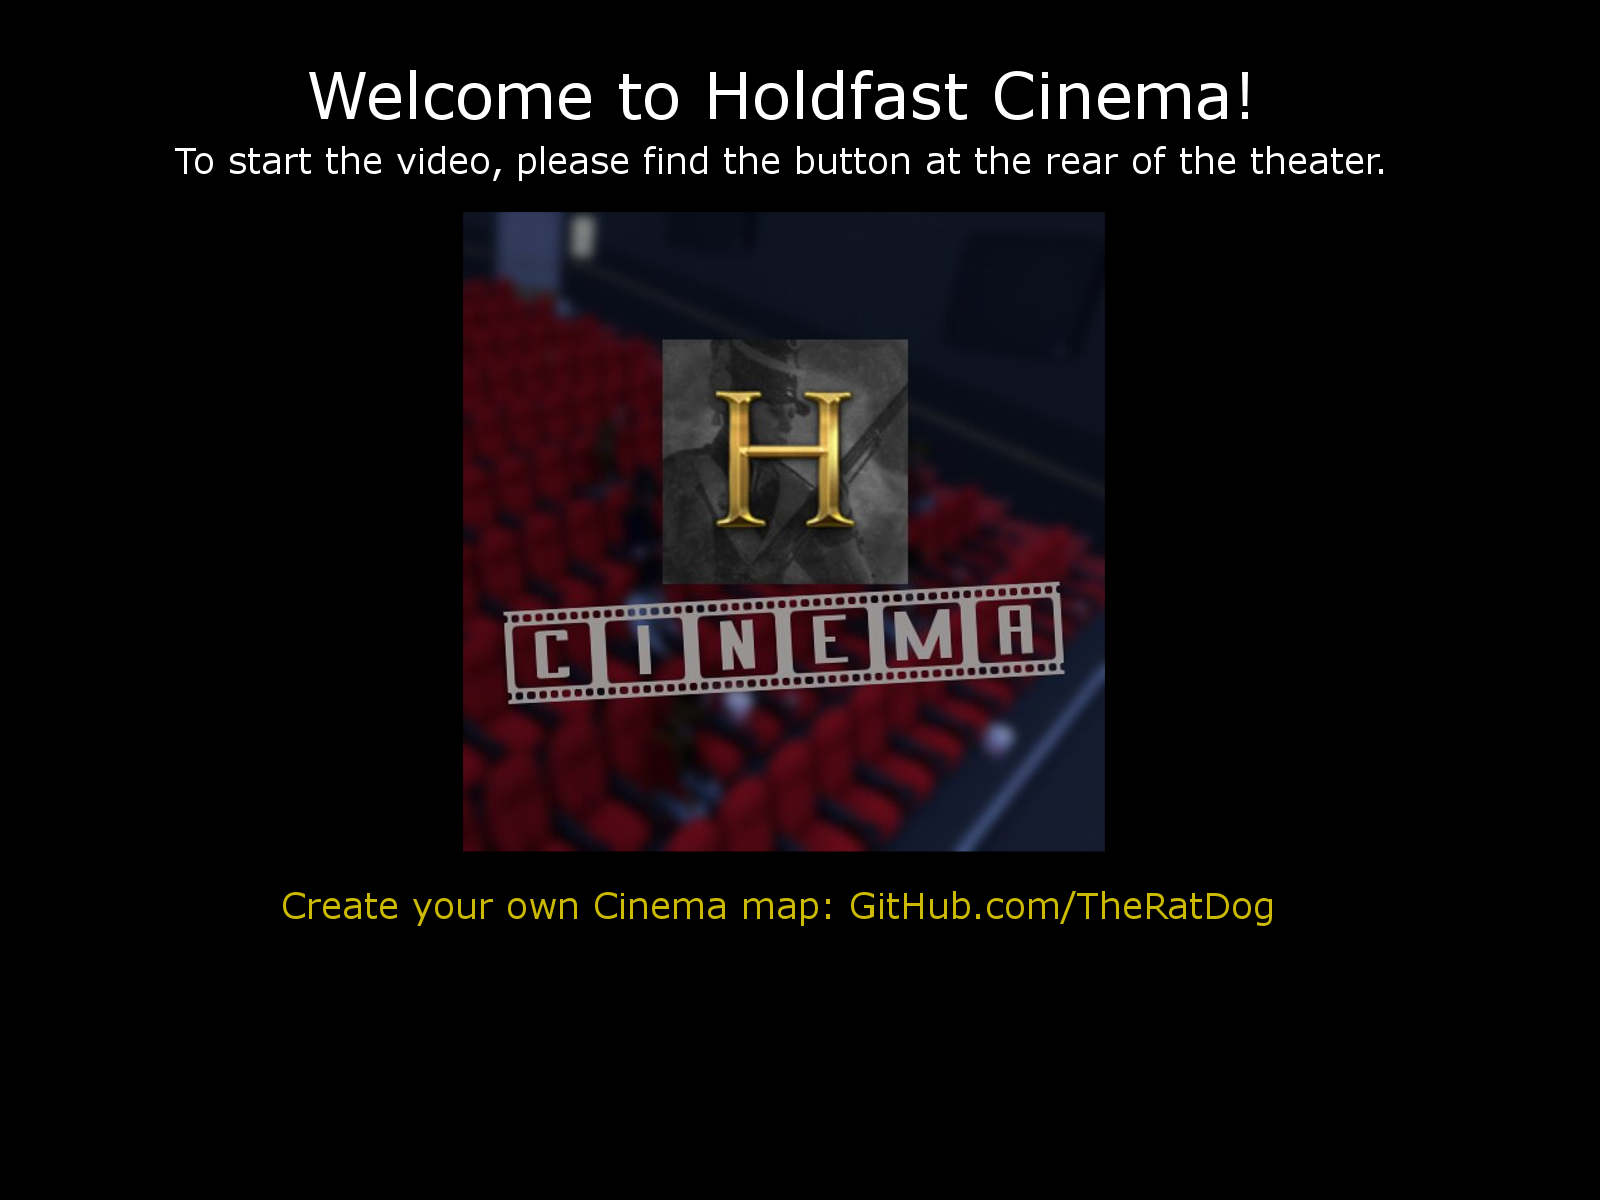 Welcome to Holdfast Cinema!
To start the video, please find the button at the rear of the theater.
H
CINEMA
Create your own Cinema map: GitHub.com/TheRatDog